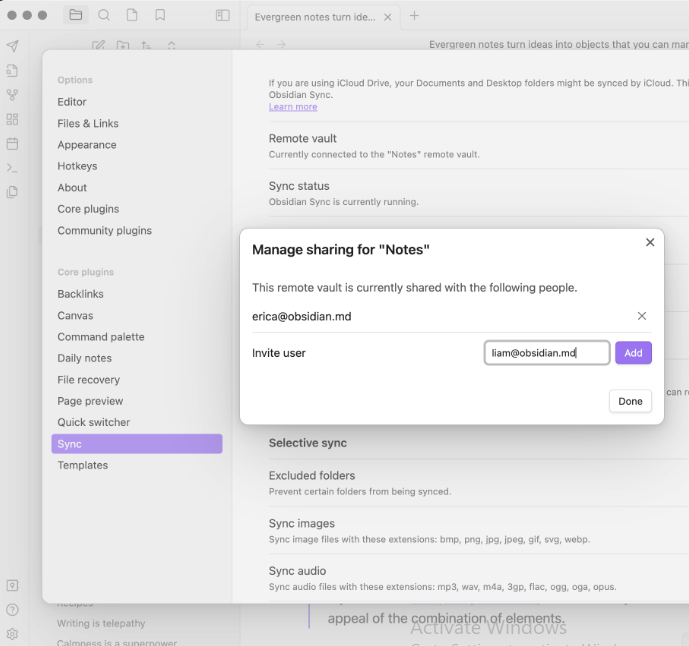 Evergreen notes turn ide...
Evergreen notes turn ideas into objects that you can mar
Options
Editor
Files & Links
Appearance
Hotkeys
About
Core plugins
Community plugins
Core plugins
Backlinks
Canvas
Command palette
Daily notes
File recovery
Page preview
Quick switcher
Sync
Templates
If you are using iCloud Drive, your Documents and Desktop folders might be synced by iCloud. Thi
Obsidian Sync.
Learn more
Remote vault
Currently connected to the "Notes" remote vault.
Sync status
Obsidian Sync is currently running.
Manage sharing for "Notes"
This remote vault is currently shared with the following people.
erica@obsidian.md
Invite user
liam@obsidian.md
Add
Done
can re
Selective sync
Excluded folders
Prevent certain folders from being synced.
Sync images
Sync image files with these extensions: bmp, png, jpg, jpeg, gif, svg, webp.
Sync audio
Sync audio files with these extensions: mp3, wav, m4a, 3gp, flac, ogg, oga, opus.
Recipes
Writing is telepathy
Calmness is a superpower
appeal of the combination of elements.
Activate Windows